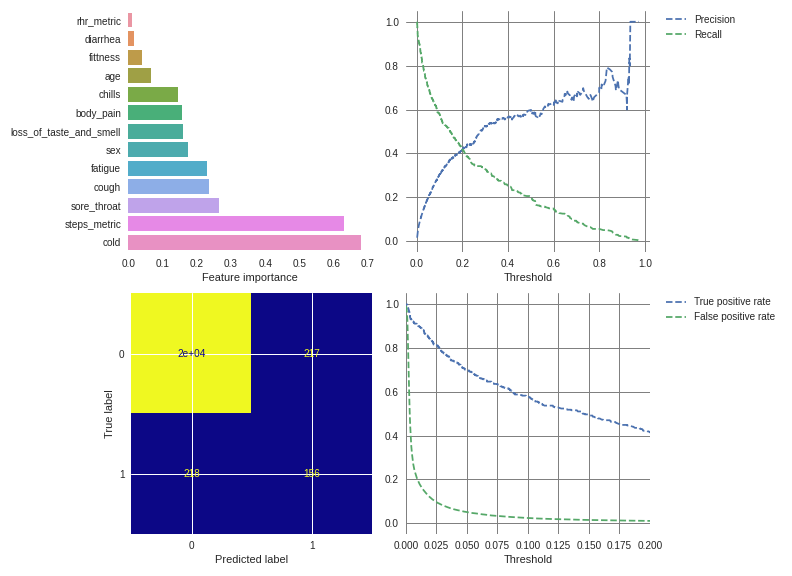 rhr_metric
diarrhea
fittness
age
chills
body_pain
loss_of_taste_and_smell
sex
fatigue
cough
sore_throat
steps_metric
cold
0.0 0.1 0.2 0.3 0.4 0.5 0.6 0.7
Feature importance
1.0
0.8
0.6
0.4
0.2
0.0
0.0 0.2 0.4 0.6 0.8 1.0
Threshold
Precision
Recall
True label
0
1
2e+04 217
218 156
0 1
Predicted label
1.0
0.8
0.6
0.4
0.2
0.0
0.000 0.025 0.050 0.075 0.100 0.125 0.150 0.175 0.200
Threshold
True positive rate
False positive rate